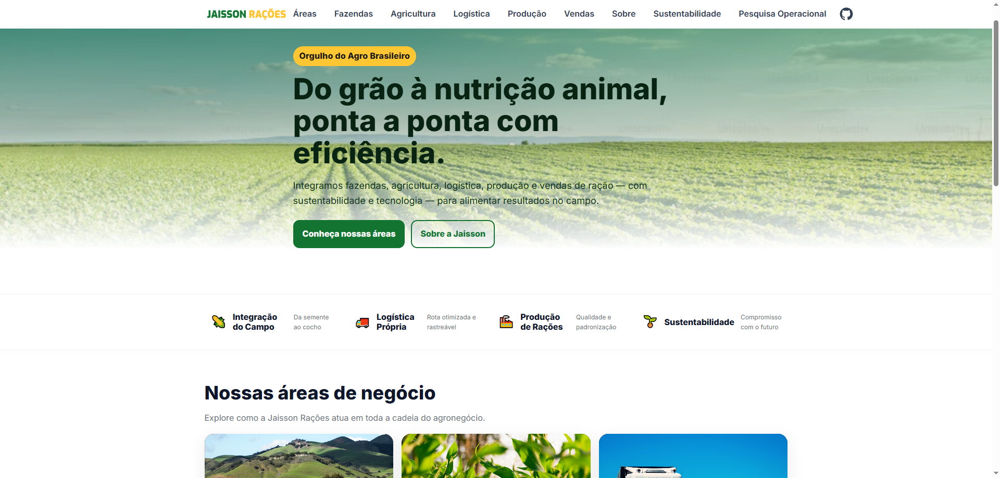 JAISSON RAÇÕES Áreas Fazendas Agricultura Logística Produção Vendas Sobre Sustentabilidade Pesquisa Operacional
Orgulho do Agro Brasileiro
Do grão à nutrição animal,
ponta a ponta com
eficiência.
Integramos fazendas, agricultura, logística, produção e vendas de ração — com
sustentabilidade e tecnologia — para alimentar resultados no campo.
Conheça nossas áreas
Sobre a Jaisson
Integração
do Campo
Da semente
ao cocho
Logística
Própria
Rota otimizada e
rastreável
Produção
de Rações
Qualidade e
padronização
Sustentabilidade
Compromisso
com o futuro
Nossas áreas de negócio
Explore como a Jaisson Rações atua em toda a cadeia do agronegócio.